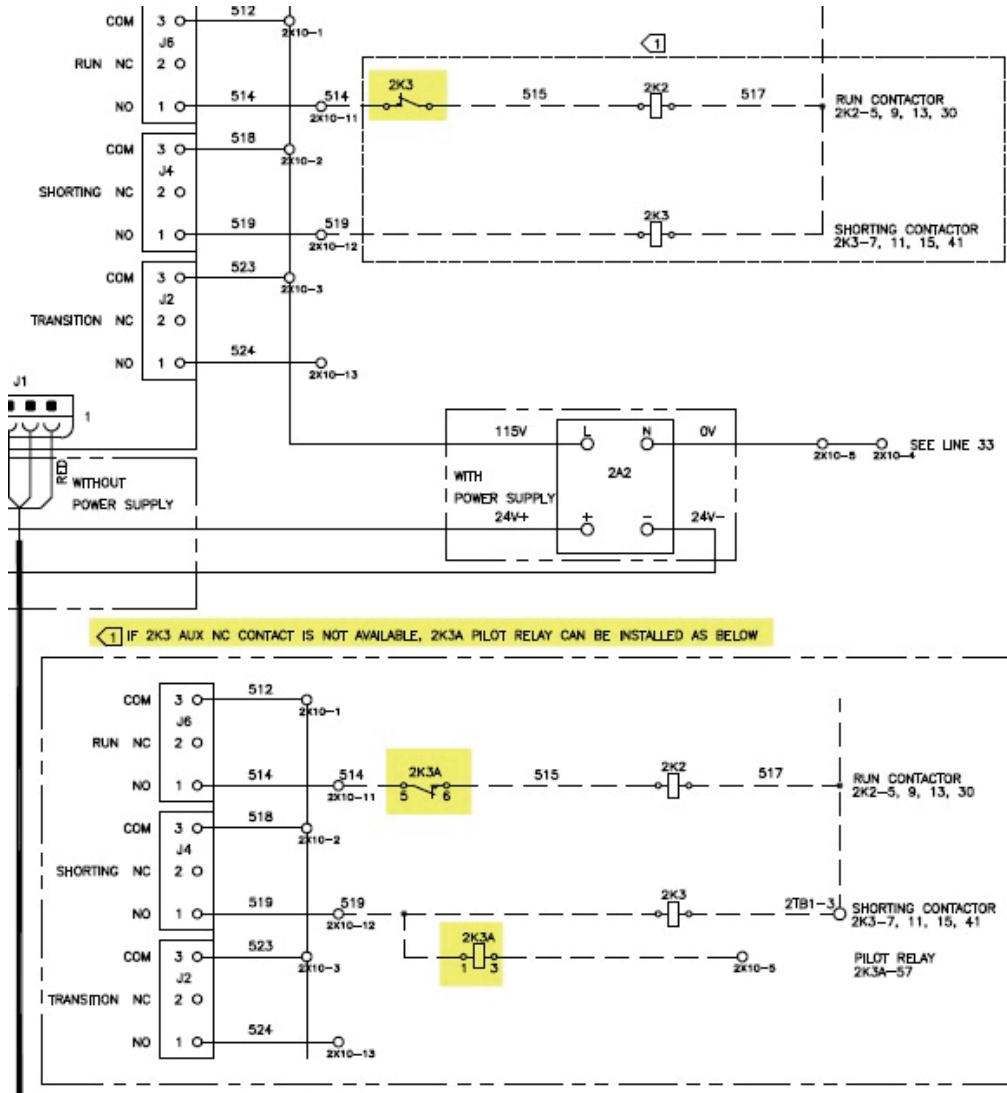 COM 3 512
2X10-1
J6
RUN NC 2
1
2K3
NO 1 514 514 515 2K2 517
2X10-11
RUN CONTACTOR
2K2-5, 9, 13, 30
COM 3 518
2X10-2
J4
SHORTING NC 2
2K3
NO 1 519 519
2X10-12
SHORTING CONTACTOR
2K3-7, 11, 15, 41
COM 3 523
2X10-3
J2
TRANSITION NC 2
NO 1 524
2X10-13
J1
1
RED
WITHOUT
POWER SUPPLY
115V L N 0V
2X10-5 2X10-4
SEE LINE 33
WITH
POWER SUPPLY
2A2
24V+ + - 24V-
1 IF 2K3 AUX NC CONTACT IS NOT AVAILABLE, 2K3A PILOT RELAY CAN BE INSTALLED AS BELOW
COM 3 512
2X10-1
J6
RUN NC 2
2K3A
NO 1 514 514 5 6 515 2K2 517
2X10-11
RUN CONTACTOR
2K2-5, 9, 13, 30
COM 3 518
2X10-2
J4
SHORTING NC 2
2K3
NO 1 519 519 2TB1-3
2X10-12
SHORTING CONTACTOR
2K3-7, 11, 15, 41
2K3A
COM 3 523 1 3
2X10-3
2X10-5
PILOT RELAY
2K3A-57
J2
TRANSITION NC 2
NO 1 524
2X10-13